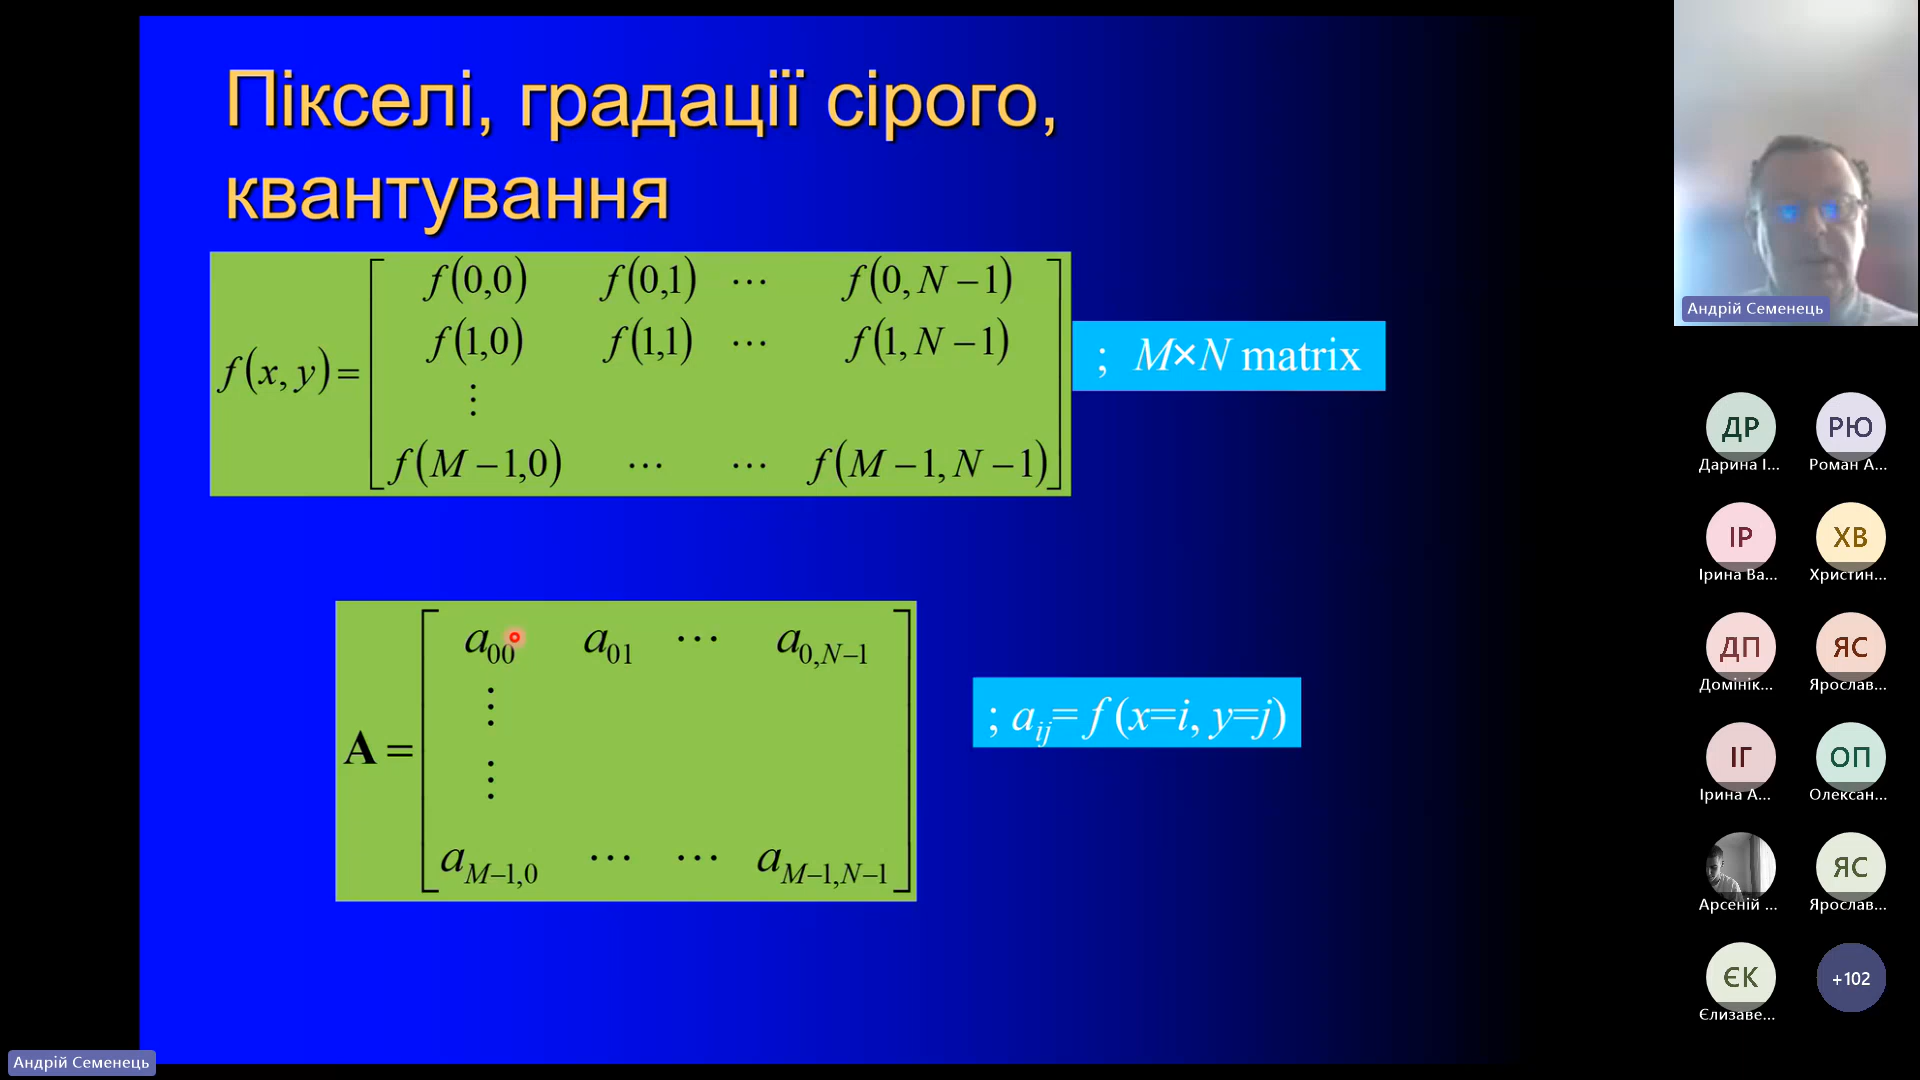 Пікселі, градації сірого,
квантування
f(x, y) = [ f(0,0) f(0,1) ⋯ f(0, N −1)
f(1,0) f(1,1) ⋯ f(1, N −1)
⋮
f(M −1,0) ⋯ ⋯ f(M −1, N −1) ]
; M×N matrix
A = [ a00 a01 ⋯ a0,N−1
⋮
⋮
aM−1,0 ⋯ ⋯ aM−1,N−1 ]
; aij= f (x=i, y=j)
Андрій Семенець
ДР
Дарина І...
РЮ
Роман А...
ІР
Ірина Ва...
ХВ
Христин...
ДП
Домінік...
ЯС
Ярослав...
ІГ
Ірина А...
ОП
Олексан...
Арсеній ...
ЯС
Ярослав...
ЄК
Єлизаве...
+102
Андрій Семенець